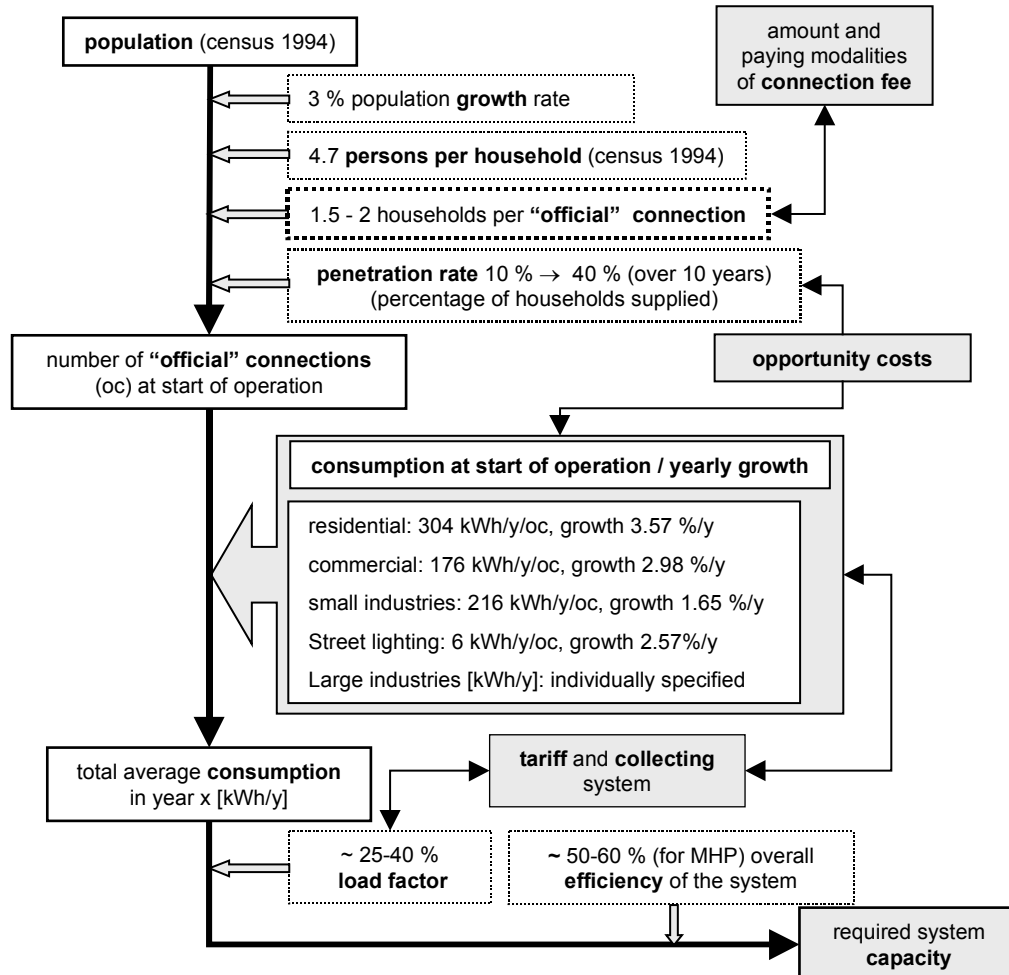 population (census 1994)
amount and
paying modalities
of connection fee
3 % population growth rate
4.7 persons per household (census 1994)
1.5 - 2 households per “official” connection
penetration rate 10 % → 40 % (over 10 years)
(percentage of households supplied)
number of “official” connections
(oc) at start of operation
opportunity costs
consumption at start of operation / yearly growth
residential: 304 kWh/y/oc, growth 3.57 %/y
commercial: 176 kWh/y/oc, growth 2.98 %/y
small industries: 216 kWh/y/oc, growth 1.65 %/y
Street lighting: 6 kWh/y/oc, growth 2.57%/y
Large industries [kWh/y]: individually specified
total average consumption
in year x [kWh/y]
tariff and collecting
system
~ 25-40 %
load factor
~ 50-60 % (for MHP) overall
efficiency of the system
required system
capacity